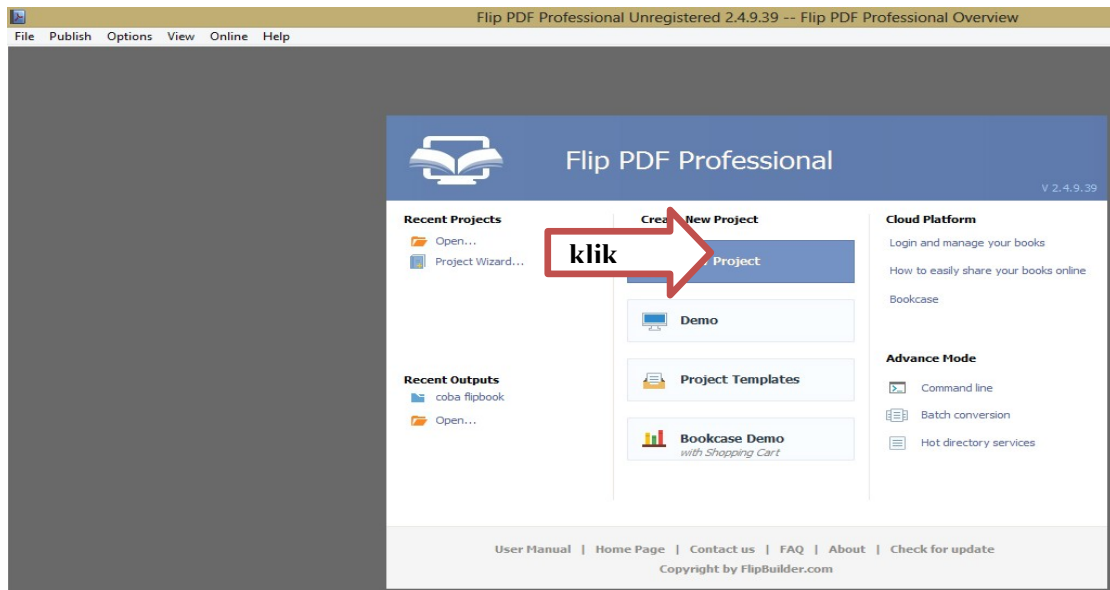 Flip PDF Professional Unregistered 2.4.9.39 -- Flip PDF Professional Overview
File Publish Options View Online Help
Flip PDF Professional
V 2.4.9.39
Recent Projects
Open...
Project Wizard...
Recent Outputs
coba flipbook
Open...
New Project
klik
Project
Demo
Project Templates
Bookcase Demo
with Shopping Cart
Cloud Platform
Login and manage your books
How to easily share your books online
Bookcase
Advance Mode
Command line
Batch conversion
Hot directory services
User Manual | Home Page | Contact us | FAQ | About | Check for update
Copyright by FlipBuilder.com